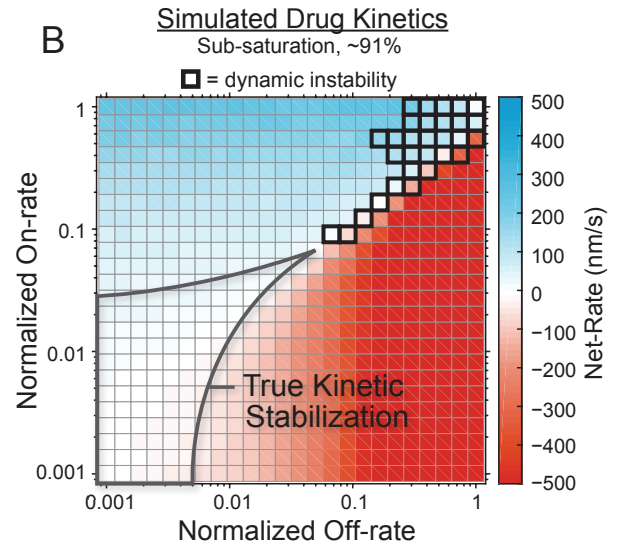 B
Simulated Drug Kinetics
Sub-saturation, ~91%
= dynamic instability
1
0.1
0.01
0.001
Normalized On-rate
True Kinetic
Stabilization
0.001
0.01
0.1
1
Normalized Off-rate
500
400
300
200
100
0
−100
−200
−300
−400
−500
Net-Rate (nm/s)